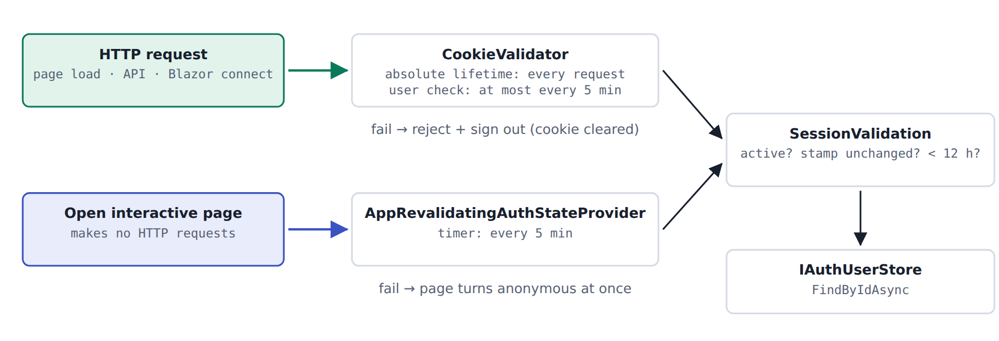 HTTP request
page load · API · Blazor connect
CookieValidator
absolute lifetime: every request
user check: at most every 5 min
fail → reject + sign out (cookie cleared)
SessionValidation
active? stamp unchanged? < 12 h?
Open interactive page
makes no HTTP requests
AppRevalidatingAuthStateProvider
timer: every 5 min
fail → page turns anonymous at once
IAuthUserStore
FindByIdAsync